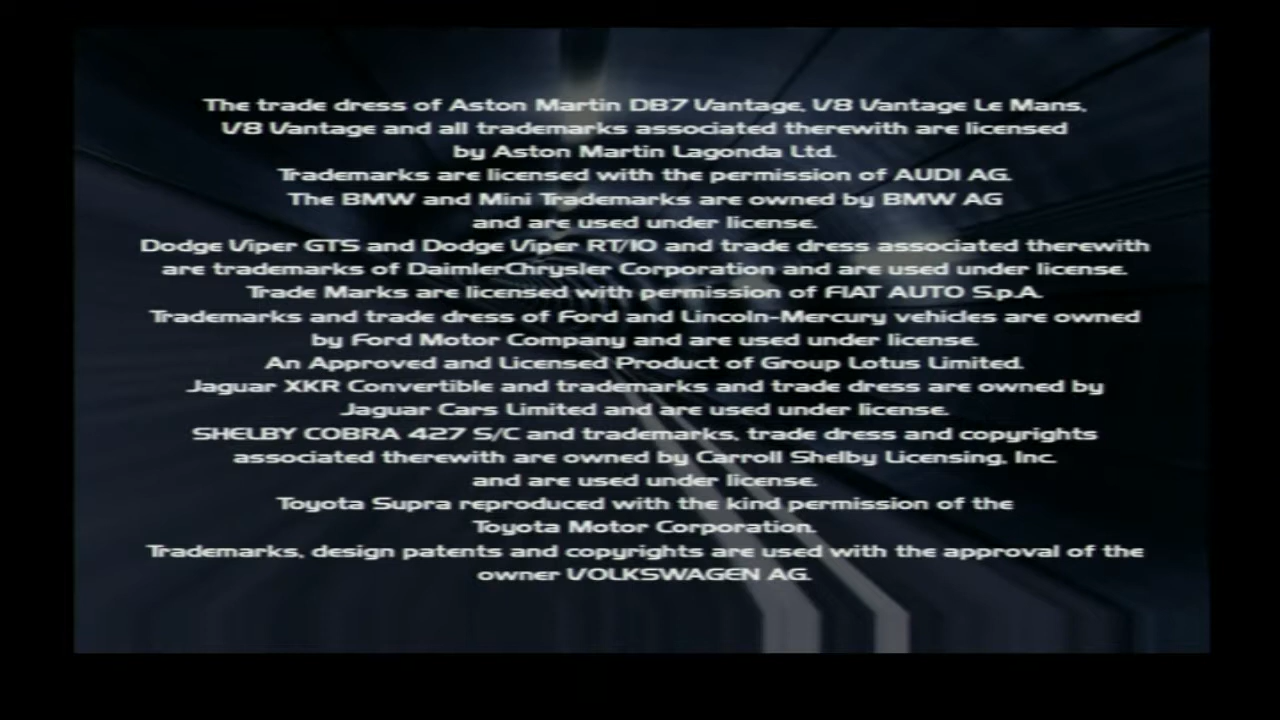 The trade dress of Aston Martin DB7 Vantage, V8 Vantage Le Mans,
V8 Vantage and all trademarks associated therewith are licensed
by Aston Martin Lagonda Ltd.
Trademarks are licensed with the permission of AUDI AG.
The BMW and Mini Trademarks are owned by BMW AG
and are used under license.
Dodge Viper GTS and Dodge Viper RT/10 and trade dress associated therewith
are trademarks of DaimlerChrysler Corporation and are used under license.
Trade Marks are licensed with permission of FIAT AUTO S.p.A.
Trademarks and trade dress of Ford and Lincoln-Mercury vehicles are owned
by Ford Motor Company and are used under license.
An Approved and Licensed Product of Group Lotus Limited.
Jaguar XKR Convertible and trademarks and trade dress are owned by
Jaguar Cars Limited and are used under license.
SHELBY COBRA 427 S/C and trademarks, trade dress and copyrights
associated therewith are owned by Carroll Shelby Licensing, Inc.
and are used under license.
Toyota Supra reproduced with the kind permission of the
Toyota Motor Corporation.
Trademarks, design patents and copyrights are used with the approval of the
owner VOLKSWAGEN AG.